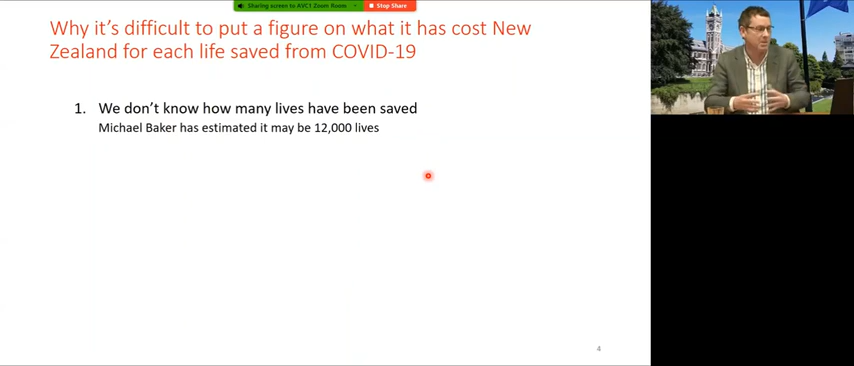 Sharing screen to AVCT Zoom Room
Stop Share
Why it's difficult to put a figure on what it has cost New
Zealand for each life saved from COVID-19
1. We don't know how many lives have been saved
Michael Baker has estimated it may be 12,000 lives
4